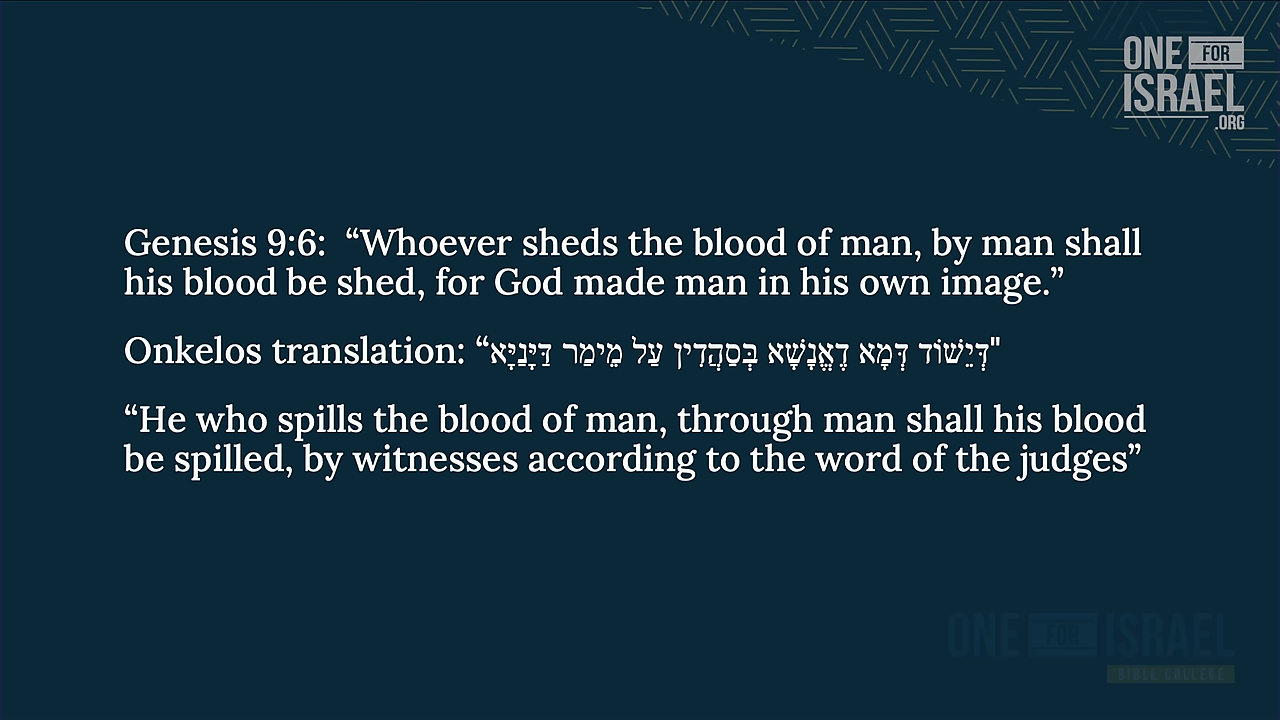 ONE FOR
ISRAEL
.ORG
Genesis 9:6:  “Whoever sheds the blood of man, by man shall
his blood be shed, for God made man in his own image.”
Onkelos translation: “דְּיֵשׁוֹד דְּמָא דֶאֱנָשָׁא בְּסַהֲדִין עַל מֵימַר דַּיָּנַיָּא"
“He who spills the blood of man, through man shall his blood
be spilled, by witnesses according to the word of the judges”
ONE FOR ISRAEL
BIBLE COLLEGE